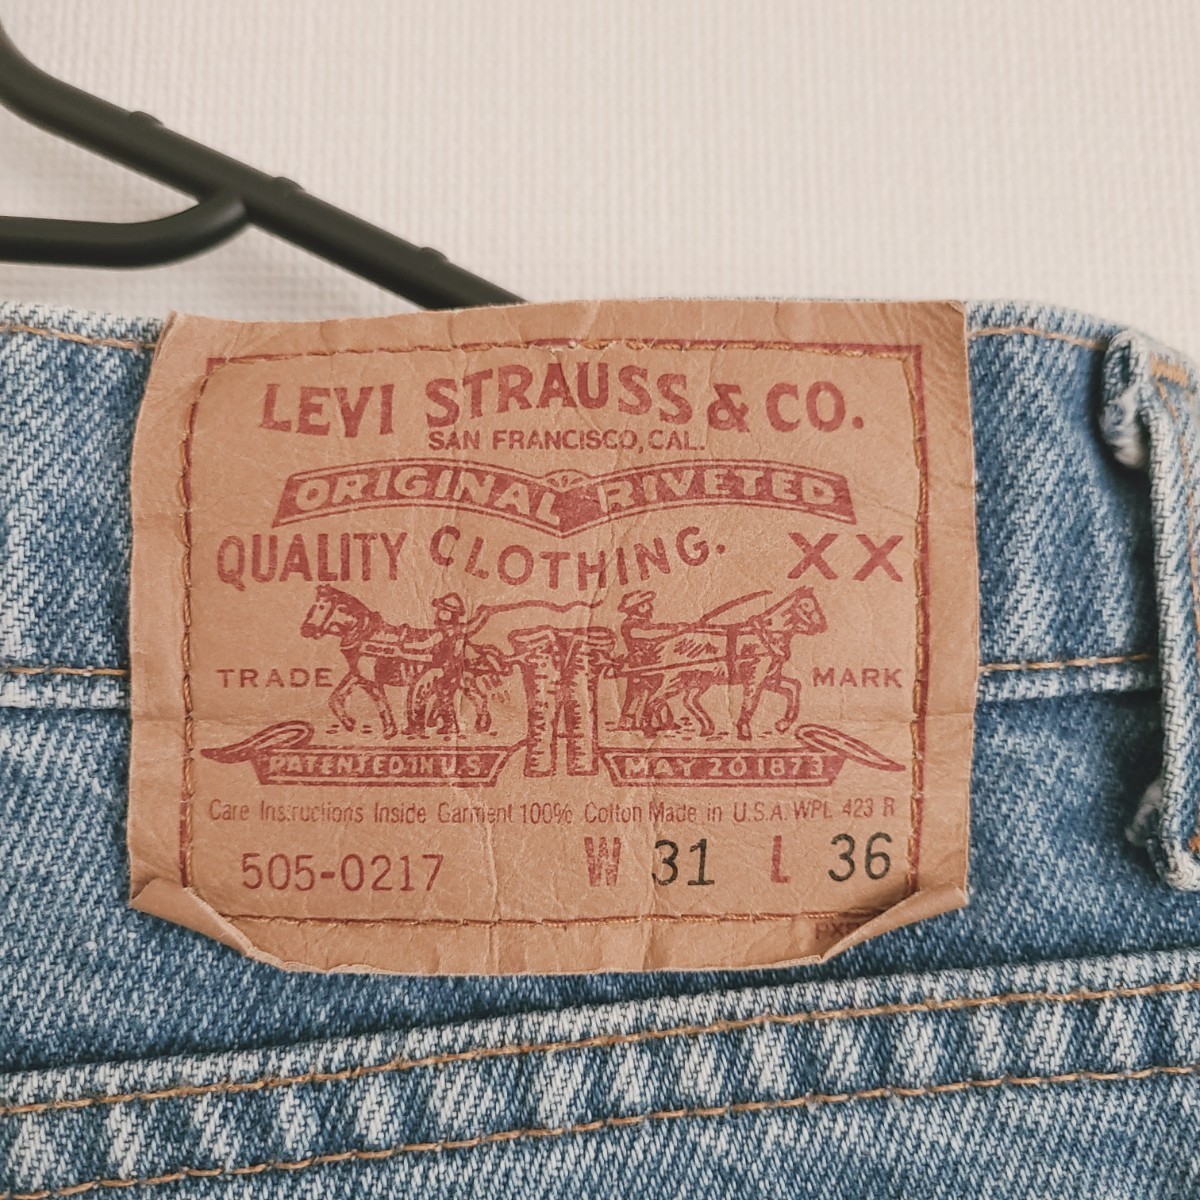 LEVI STRAUSS & CO.
SAN FRANCISCO, CAL.
ORIGINAL RIVETED
QUALITY CLOTHING. XX
TRADE MARK
PATENTED IN U.S. MAY 20 1873
Care Instructions Inside Garment 100% Cotton Made in U.S.A. WPL 423 R
505-0217 W 31 L 36